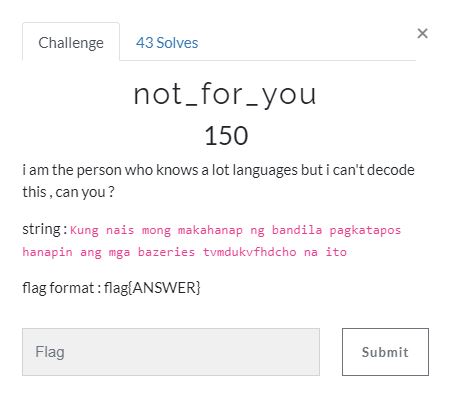 Challenge
43 Solves
×
not_for_you
150
i am the person who knows a lot languages but i can't decode
this , can you ?
string : Kung nais mong makahanap ng bandila pagkatapos
hanapin ang mga bazeries tvmdukvfhdcho na ito
flag format : flag{ANSWER}
Flag
Submit